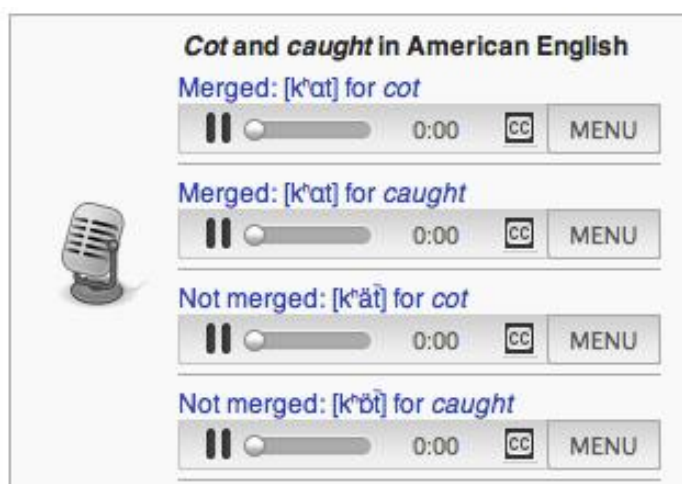 Cot and caught in American English
Merged: [kʰɑt] for cot
0:00 CC MENU
Merged: [kʰɑt] for caught
0:00 CC MENU
Not merged: [kʰät̚] for cot
0:00 CC MENU
Not merged: [kʰɒ̈t̚] for caught
0:00 CC MENU